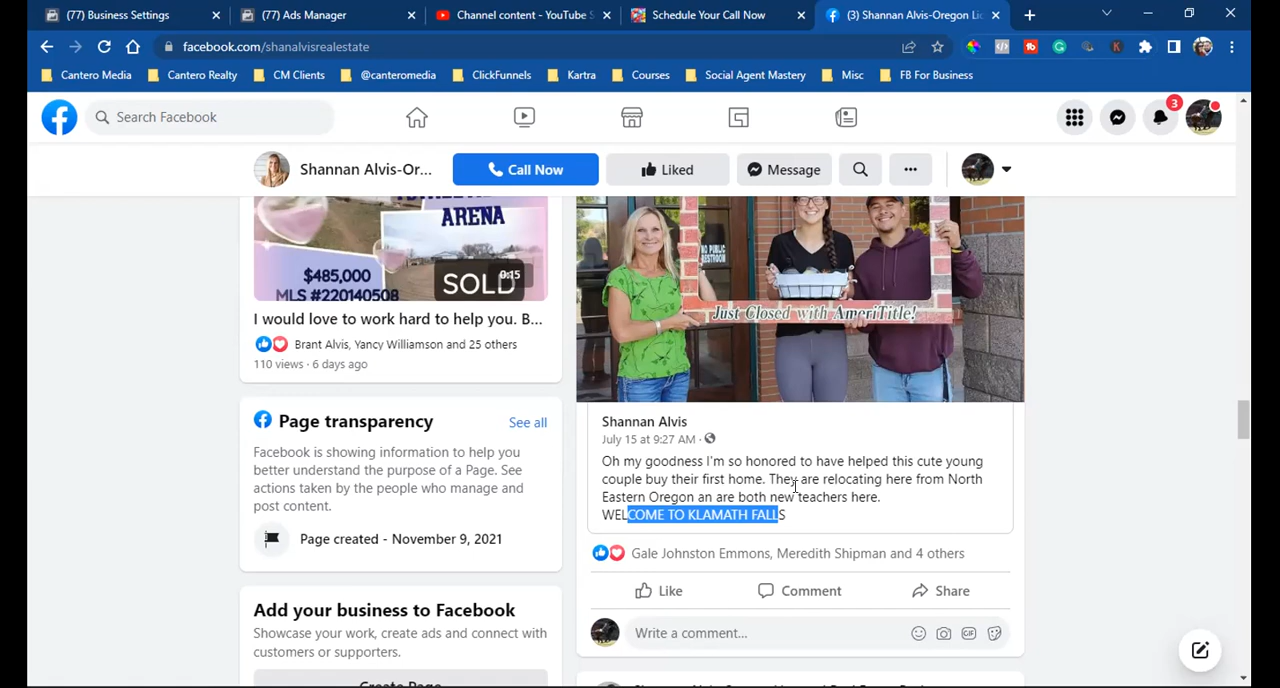 (77) Business Settings
(77) Ads Manager
Channel content - YouTube S
Schedule Your Call Now
(3) Shannan Alvis-Oregon Lic
facebook.com/shanalvisrealestate
Cantero Media
Cantero Realty
CM Clients
@canteromedia
ClickFunnels
Kartra
Courses
Social Agent Mastery
Misc
FB For Business
Search Facebook
3
Shannan Alvis-Or...
Call Now
Liked
Message
ARENA
$485,000
MLS #220140508
SOLD
0:15
I would love to work hard to help you. B...
Brant Alvis, Yancy Williamson and 25 others
110 views · 6 days ago
Page transparency
See all
Facebook is showing information to help you
better understand the purpose of a Page. See
actions taken by the people who manage and
post content.
Page created - November 9, 2021
Add your business to Facebook
Showcase your work, create ads and connect with
customers or supporters.
Create Page
NO PUBLIC
RESTROOM
Just Closed with AmeriTitle!
Shannan Alvis
July 15 at 9:27 AM ·
Oh my goodness I'm so honored to have helped this cute young
couple buy their first home. They are relocating here from North
Eastern Oregon an are both new teachers here.
WELCOME TO KLAMATH FALLS
Gale Johnston Emmons, Meredith Shipman and 4 others
Like
Comment
Share
Write a comment...
GIF